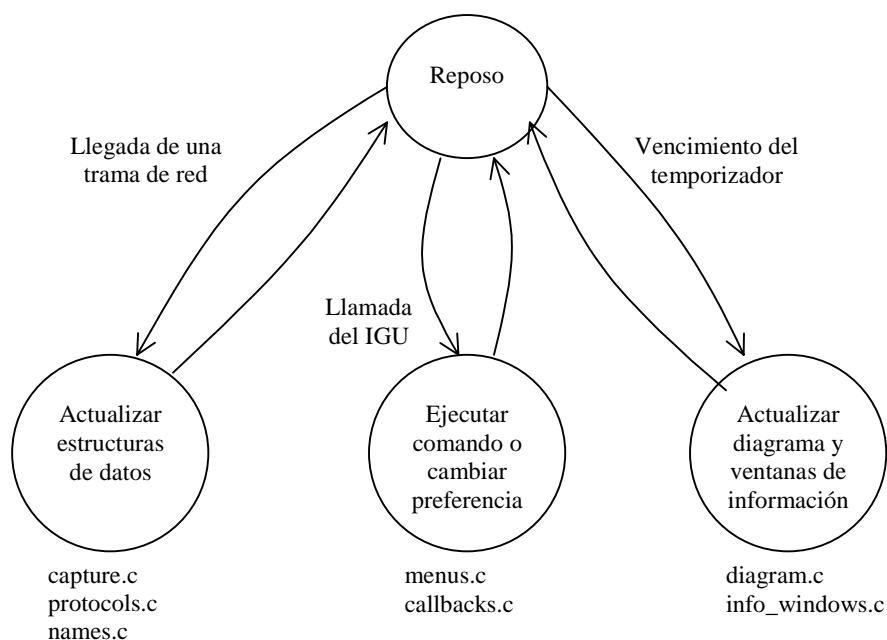 Reposo
Llegada de una
trama de red
Vencimiento del
temporizador
Llamada
del IGU
Actualizar
estructuras
de datos
Ejecutar
comando o
cambiar
preferencia
Actualizar
diagrama y
ventanas de
información
capture.c
protocols.c
names.c
menus.c
callbacks.c
diagram.c
info_windows.c